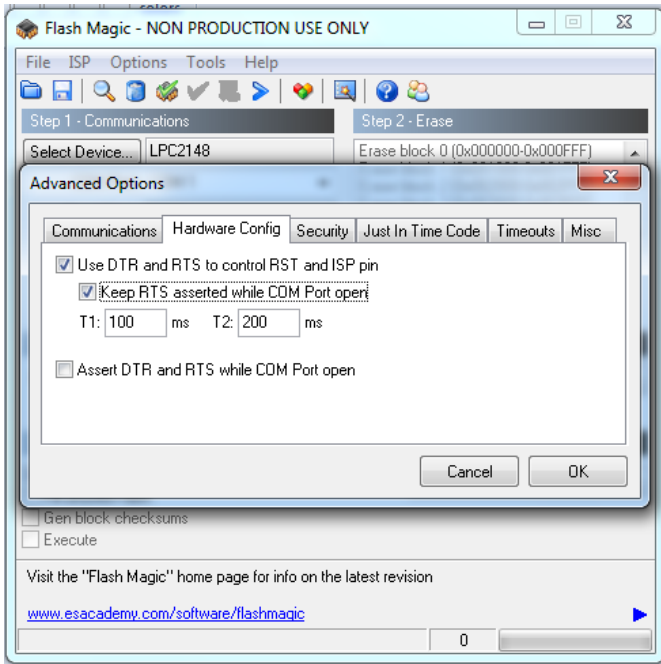 colors
Flash Magic - NON PRODUCTION USE ONLY
File ISP Options Tools Help
Step 1 - Communications
Step 2 - Erase
Select Device... LPC2148
Erase block 0 (0x000000-0x000FFF)
Advanced Options
Communications Hardware Config Security Just In Time Code Timeouts Misc
Use DTR and RTS to control RST and ISP pin
Keep RTS asserted while COM Port open
T1: 100 ms T2: 200 ms
Assert DTR and RTS while COM Port open
Cancel OK
Gen block checksums
Execute
Visit the "Flash Magic" home page for info on the latest revision
www.esacademy.com/software/flashmagic
0